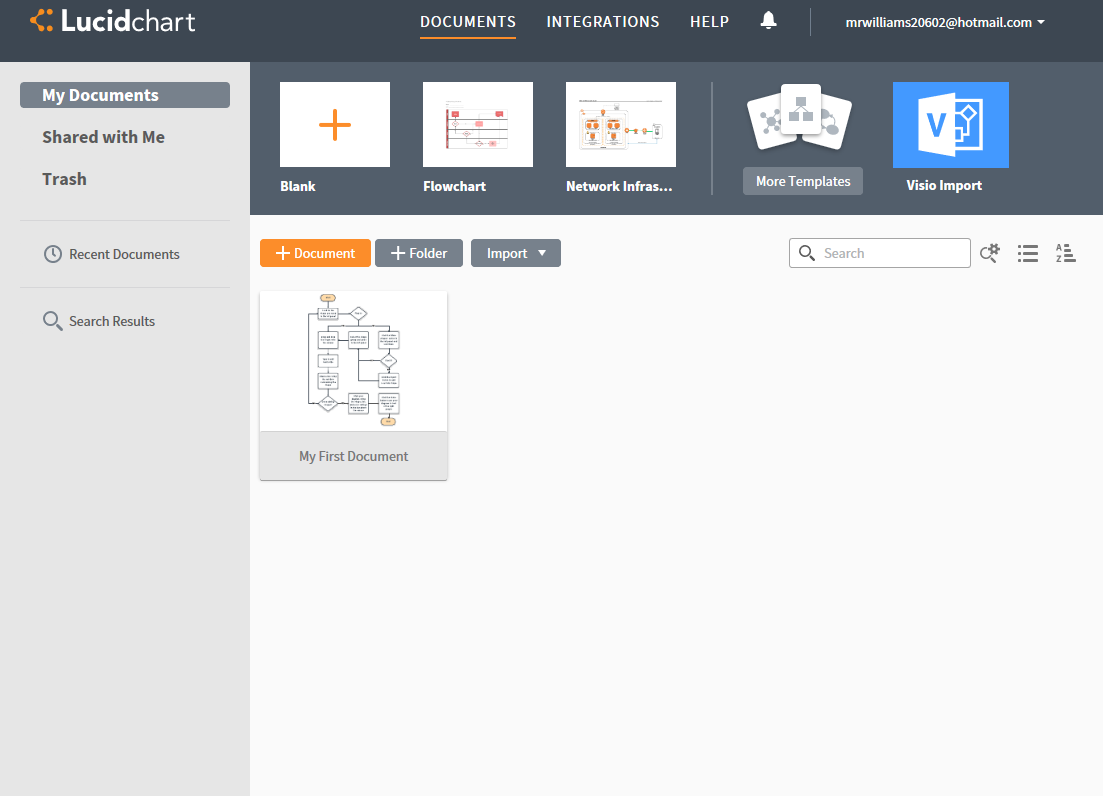 Lucidchart
DOCUMENTS INTEGRATIONS HELP mrwilliams20602@hotmail.com
My Documents
Shared with Me
Trash
Recent Documents
Search Results
Blank Flowchart Network Infras... More Templates V Visio Import
Document Folder Import Search A Z
My First Document